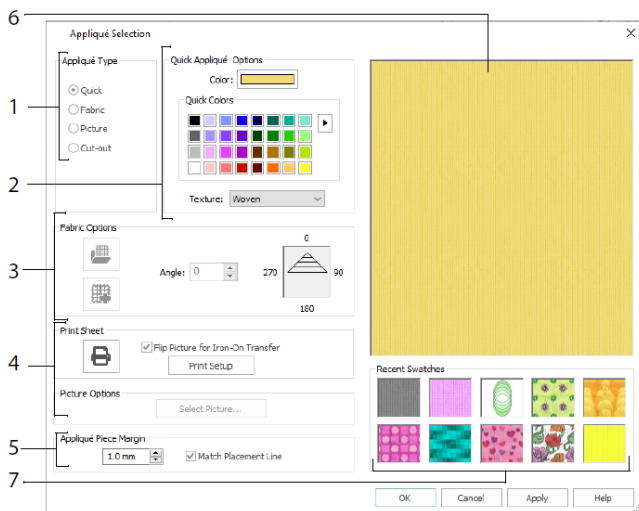 6
Appliqué Selection
Appliqué Type
Quick
Fabric
Picture
Cut-out
1
Quick Appliqué Options
Color:
Quick Colors
Texture: Woven
2
Fabric Options
Angle: 0
0
270
90
180
3
Print Sheet
Flip Picture for Iron-On Transfer
Print Setup
4
Picture Options
Select Picture...
Appliqué Piece Margin
1.0 mm
Match Placement Line
5
Recent Swatches
7
OK
Cancel
Apply
Help